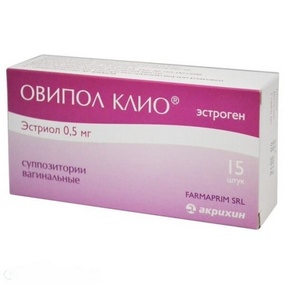 ОВИПОЛ КЛИО®
эстроген
Эстриол 0,5 мг
суппозитории
вагинальные
15
штук
FARMAPRIM SRL
акрихин